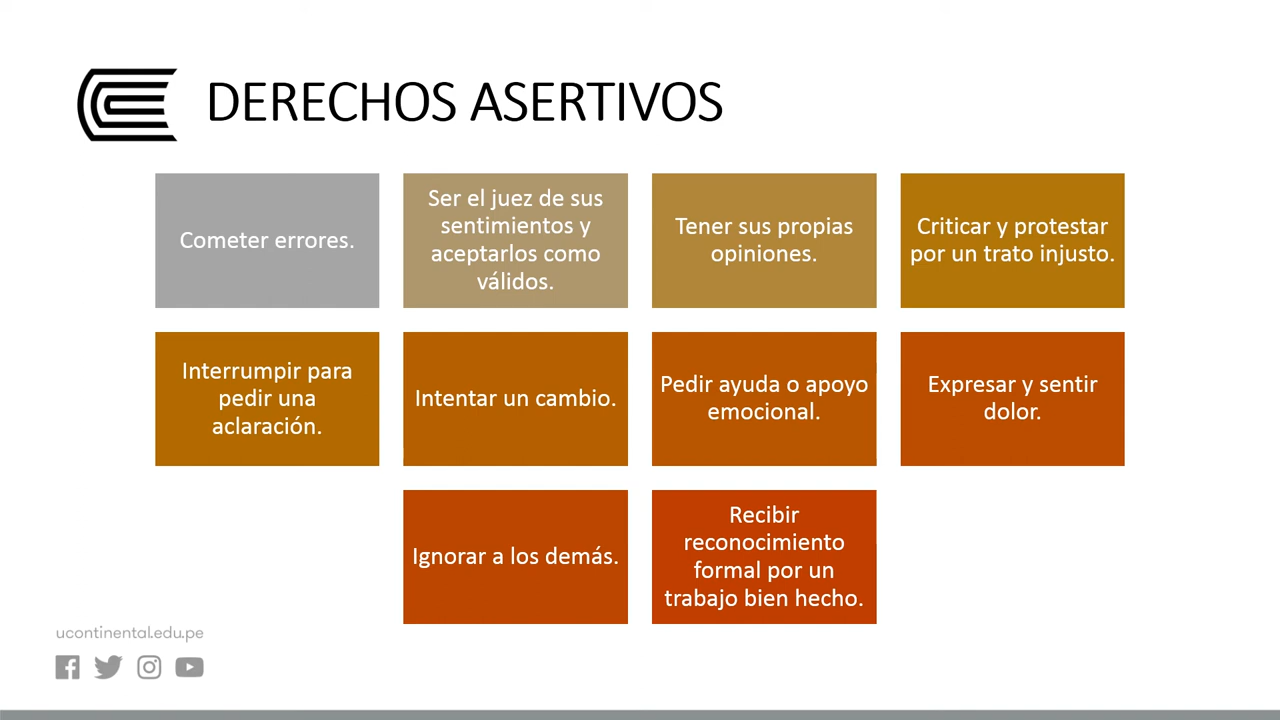 DERECHOS ASERTIVOS
Cometer errores.
Ser el juez de sus
sentimientos y
aceptarlos como
válidos.
Tener sus propias
opiniones.
Criticar y protestar
por un trato injusto.
Interrumpir para
pedir una
aclaración.
Intentar un cambio.
Pedir ayuda o apoyo
emocional.
Expresar y sentir
dolor.
Ignorar a los demás.
Recibir
reconocimiento
formal por un
trabajo bien hecho.
ucontinental.edu.pe